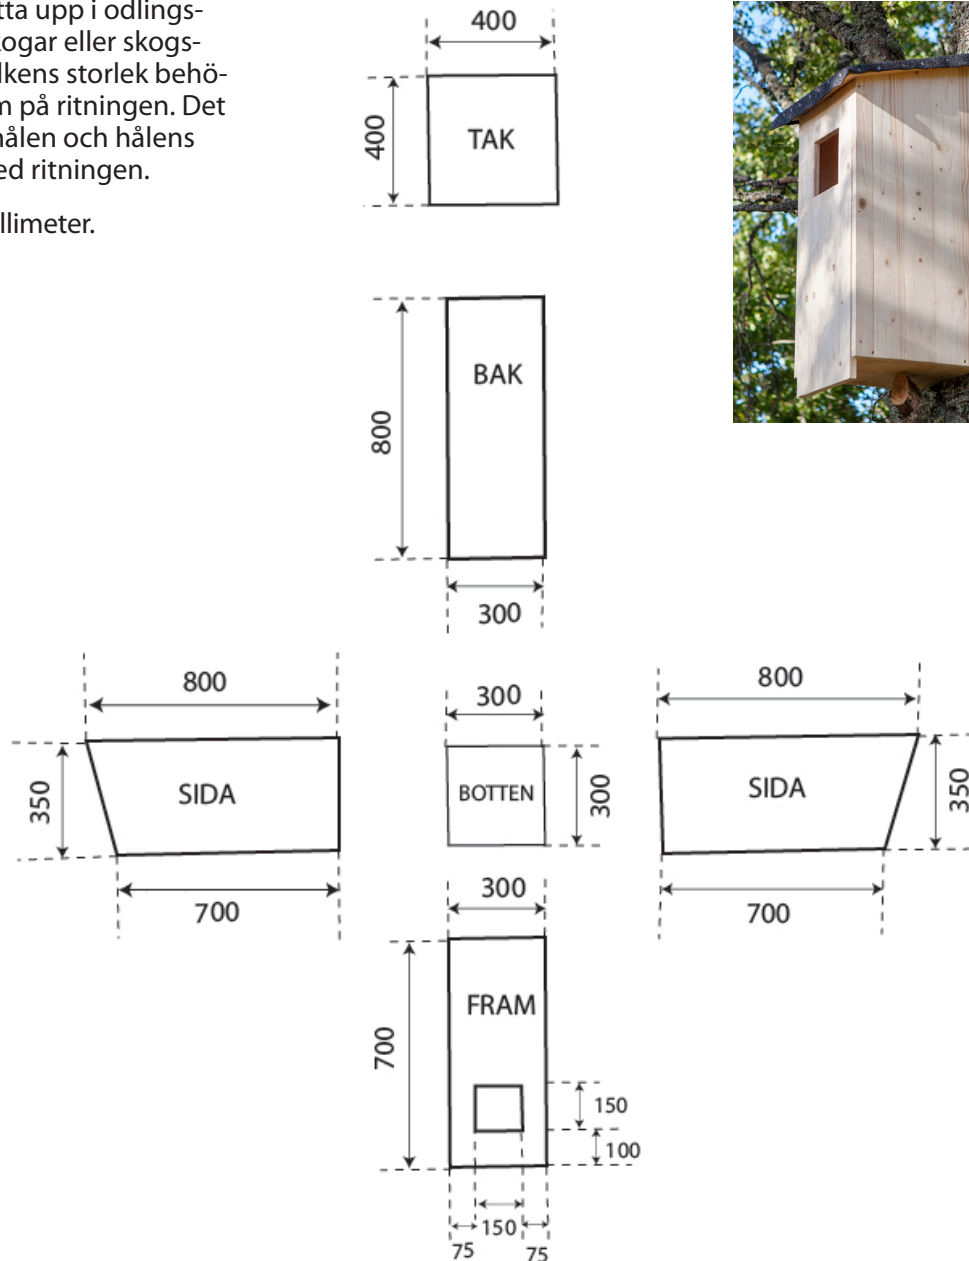 tta upp i odlings-
kogar eller skogs-
lkens storlek behö-
m på ritningen. Det
hålen och hålens
ed ritningen.
llimeter.
400
400
TAK
BAK
800
300
800
350
SIDA
700
300
BOTTEN
300
800
SIDA
350
700
300
FRAM
700
150
100
150
75
75